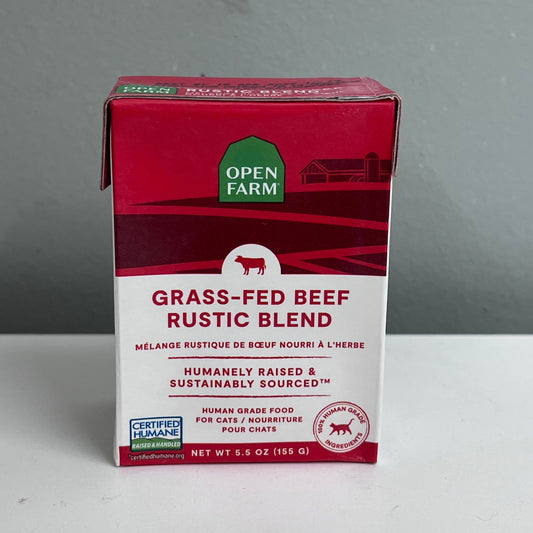 OPEN
FARM
RUSTIC BLEND
OPEN
FARM®
GRASS-FED BEEF
RUSTIC BLEND
MÉLANGE RUSTIQUE DE BŒUF NOURRI À L'HERBE
HUMANELY RAISED &
SUSTAINABLY SOURCED™
HUMAN GRADE FOOD
FOR CATS / NOURRITURE
POUR CHATS
100% HUMAN GRADE
INGREDIENTS
CERTIFIED
HUMANE
RAISED & HANDLED
*certifiedhumane.org
NET WT 5.5 OZ (155 G)